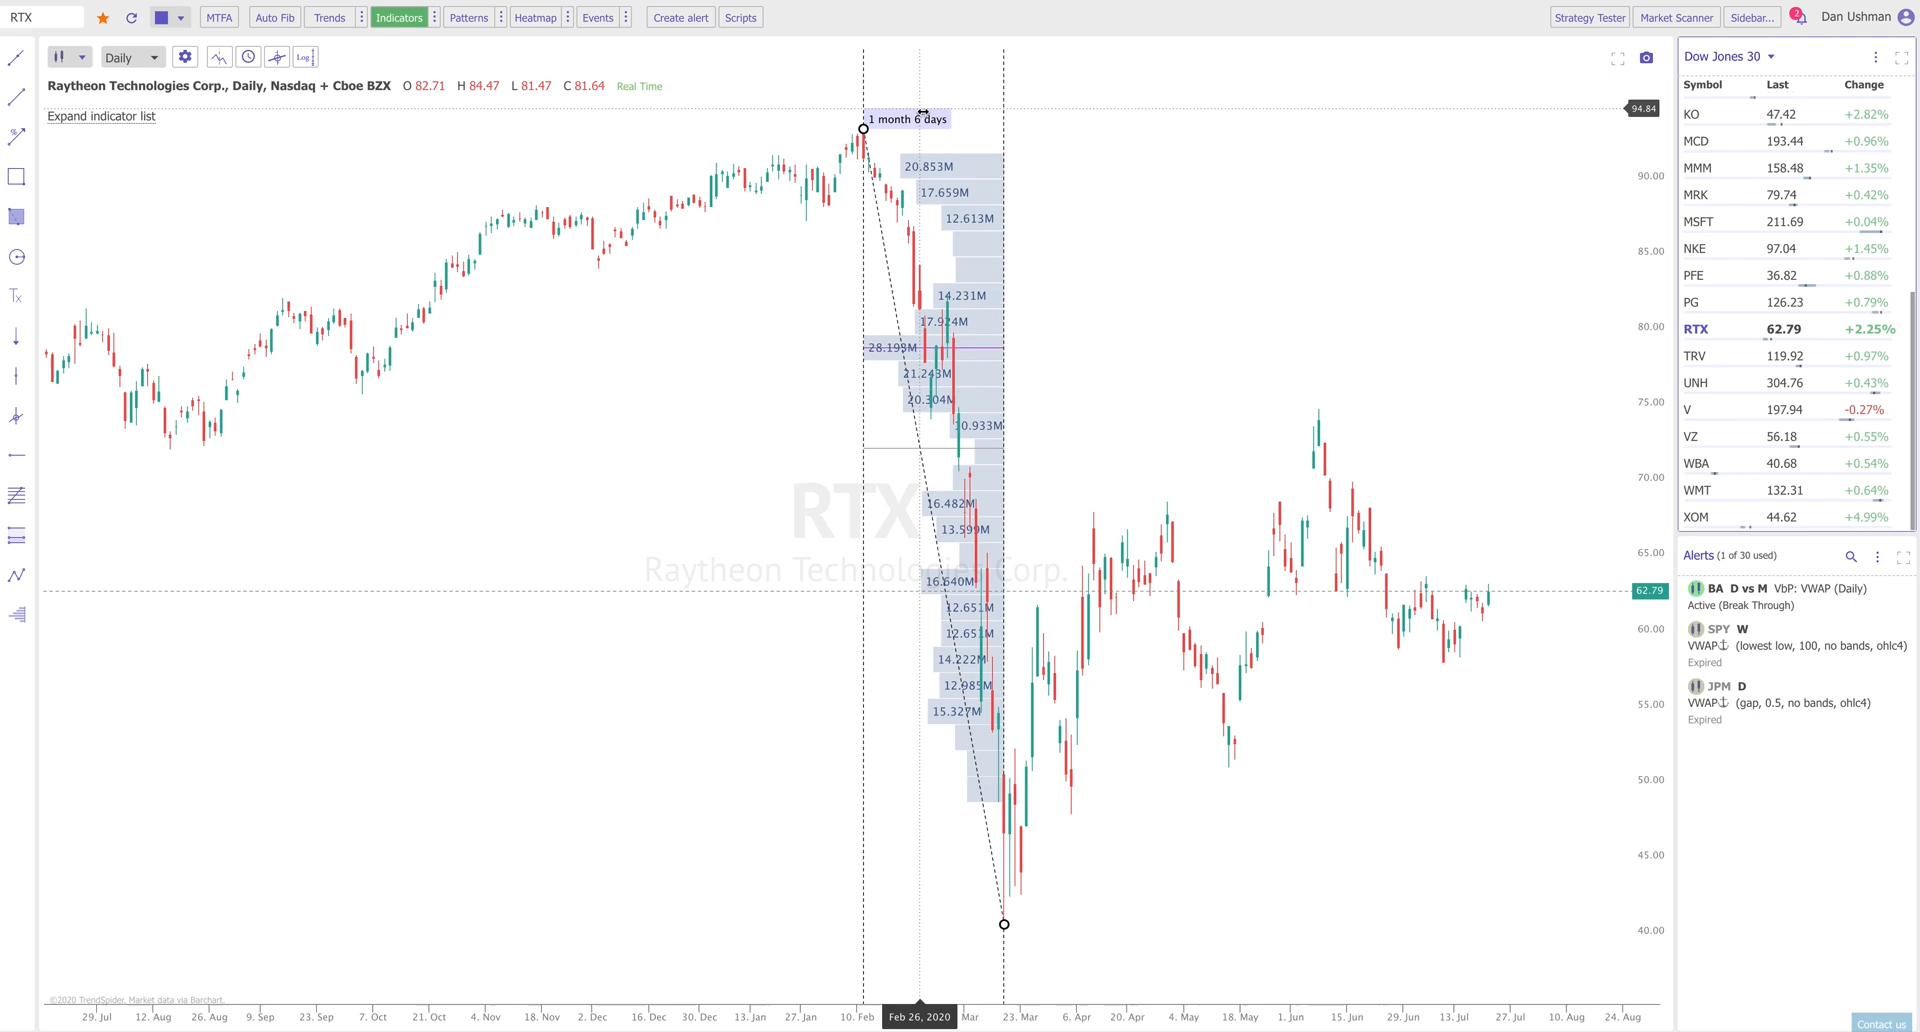 RTX
MTFA
Auto Fib
Trends
Indicators
Patterns
Heatmap
Events
Create alert
Scripts
Strategy Tester
Market Scanner
Sidebar...
2
Dan Ushman
Daily
Log
Raytheon Technologies Corp., Daily, Nasdaq + Cboe BZX O 82.71 H 84.47 L 81.47 C 81.64 Real Time
Expand indicator list
1 month 6 days
94.84
90.00
85.00
80.00
75.00
70.00
65.00
62.79
60.00
55.00
50.00
45.00
40.00
20.853M
17.659M
12.613M
14.231M
17.924M
28.193M
21.243M
20.304M
10.933M
16.482M
13.599M
16.640M
12.651M
12.651M
14.222M
12.985M
15.327M
RTX
Raytheon Technologies Corp.
©2020 TrendSpider. Market data via Barchart.
29. Jul 12. Aug 26. Aug 9. Sep 23. Sep 7. Oct 21. Oct 4. Nov 18. Nov 2. Dec 16. Dec 30. Dec 13. Jan 27. Jan 10. Feb Feb 26, 2020 Mar 23. Mar 6. Apr 20. Apr 4. May 18. May 1. Jun 15. Jun 29. Jun 13. Jul 27. Jul 10. Aug 24. Aug
Dow Jones 30
Symbol Last Change
KO 47.42 +2.82%
MCD 193.44 +0.96%
MMM 158.48 +1.35%
MRK 79.74 +0.42%
MSFT 211.69 +0.04%
NKE 97.04 +1.45%
PFE 36.82 +0.88%
PG 126.23 +0.79%
RTX 62.79 +2.25%
TRV 119.92 +0.97%
UNH 304.76 +0.43%
V 197.94 -0.27%
VZ 56.18 +0.55%
WBA 40.68 +0.54%
WMT 132.31 +0.64%
XOM 44.62 +4.99%
Alerts (1 of 30 used)
BA D vs M VbP: VWAP (Daily)
Active (Break Through)
SPY W
VWAP⚓ (lowest low, 100, no bands, ohlc4)
Expired
JPM D
VWAP⚓ (gap, 0.5, no bands, ohlc4)
Expired
Contact us